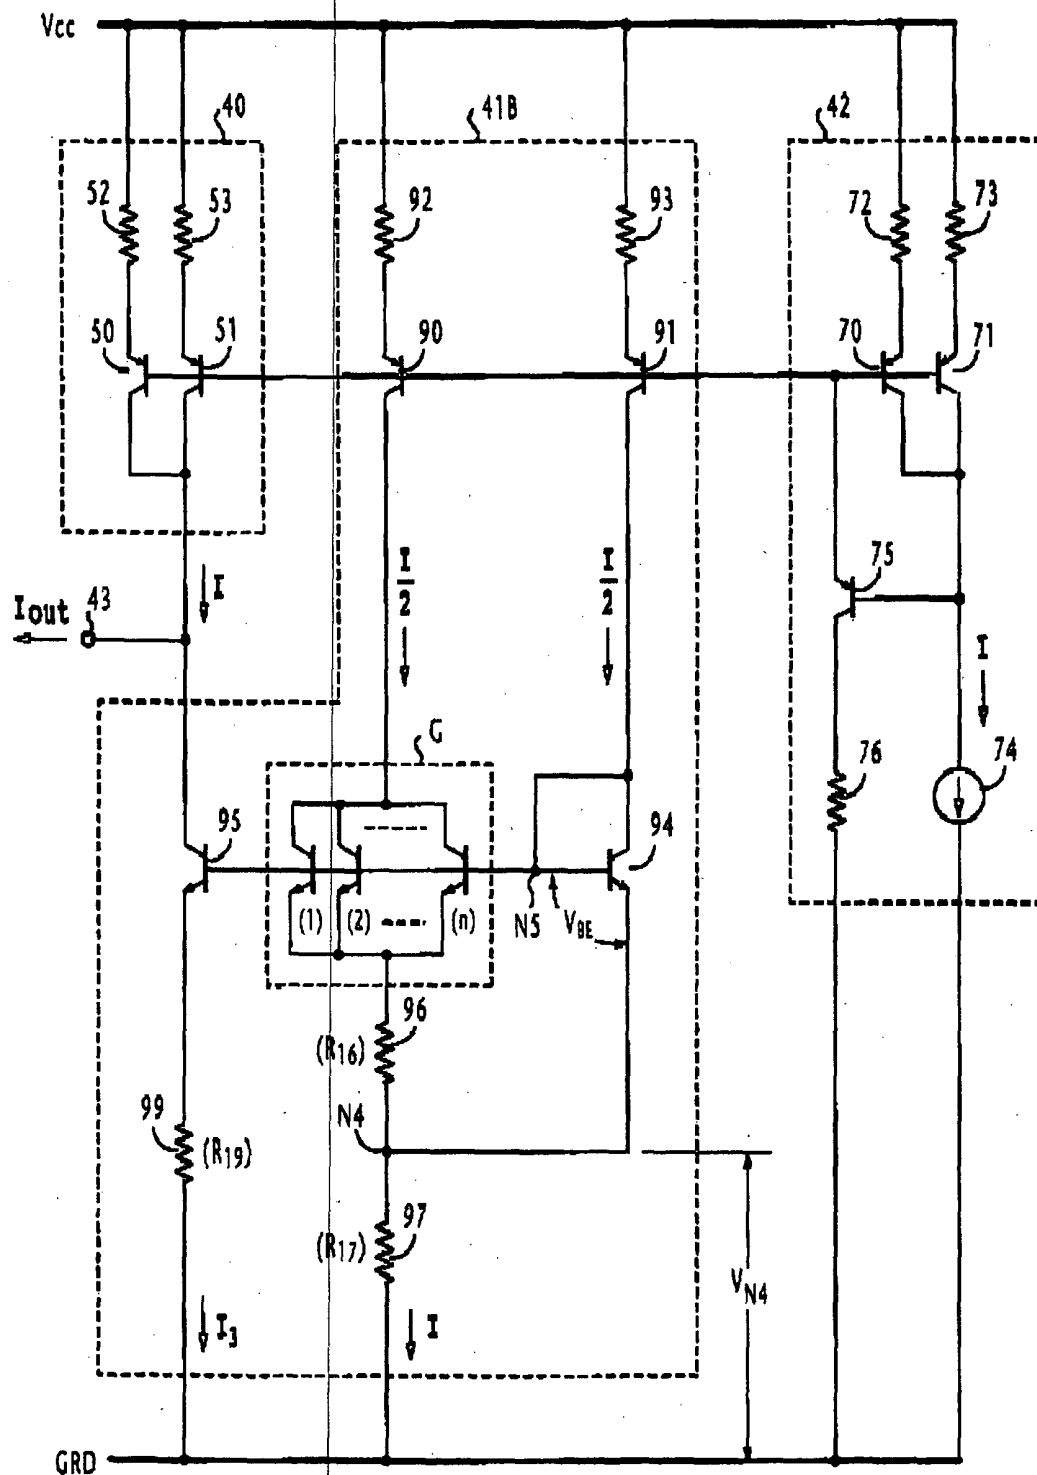 Vcc
40
41B
42
52
53
92
93
72
73
50
51
90
91
70
71
I/2
I/2
75
Iout
43
I
I
G
76
74
95
94
(1)
(2)
(n)
N5
VBE
96
(R16)
99
N4
(R19)
97
(R17)
VN4
I3
I
GRD